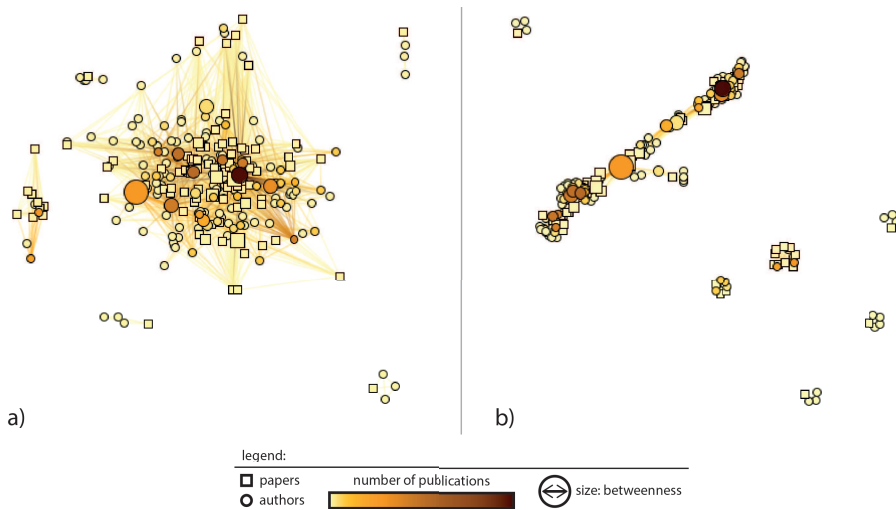 a)
b)
legend:
papers
authors
number of publications
size: betweenness